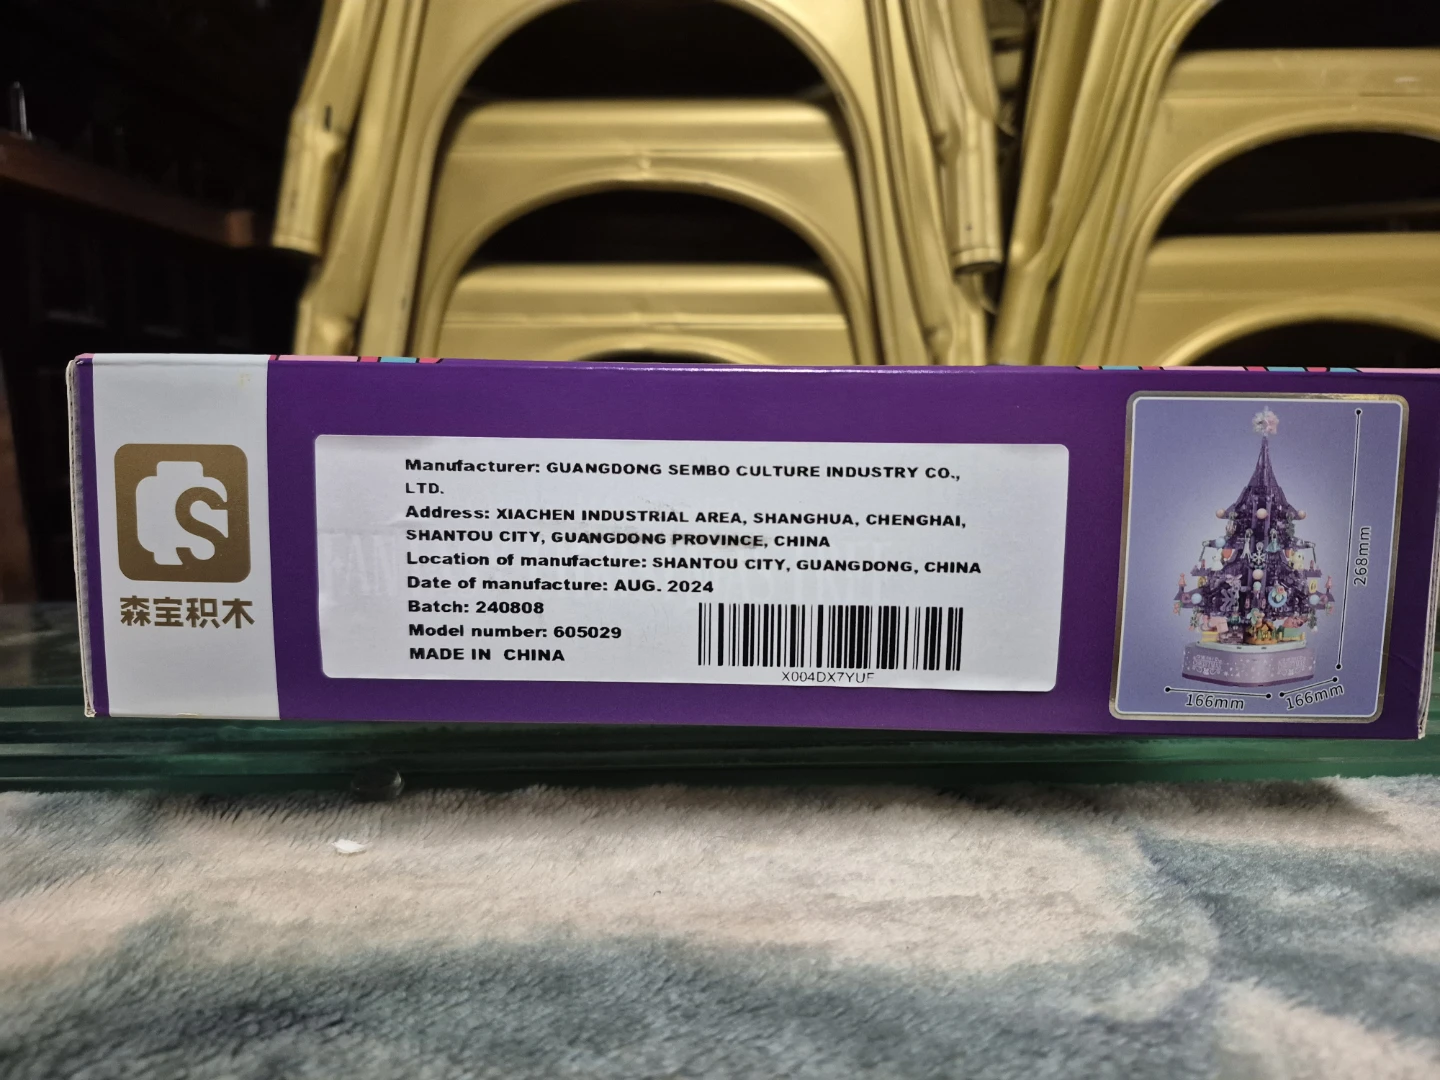 森宝积木
Manufacturer: GUANGDONG SEMBO CULTURE INDUSTRY CO.,
LTD.
Address: XIACHEN INDUSTRIAL AREA, SHANGHUA, CHENGHAI,
SHANTOU CITY, GUANGDONG PROVINCE, CHINA
Location of manufacture: SHANTOU CITY, GUANGDONG, CHINA
Date of manufacture: AUG. 2024
Batch: 240808
Model number: 605029
MADE IN CHINA
X004DX7YUF
268mm
166mm
166mm